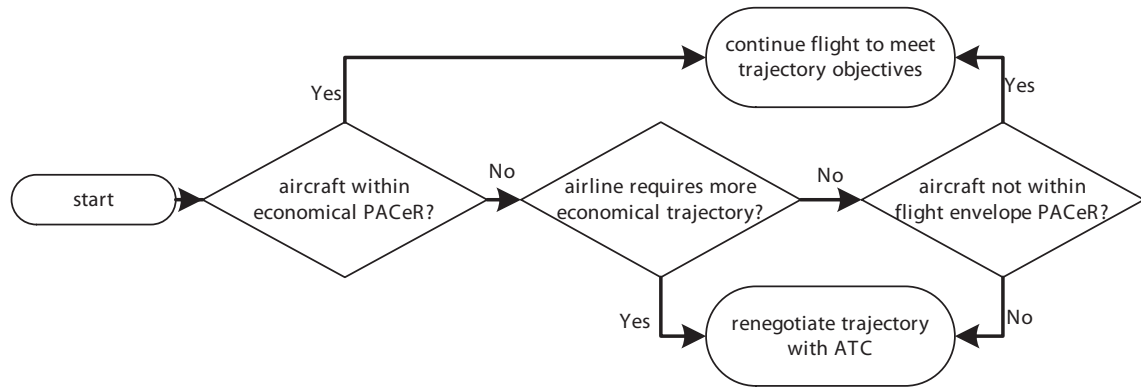 continue flight to meet
trajectory objectives
Yes
Yes
start
aircraft within
economical PACeR?
No
airline requires more
economical trajectory?
No
aircraft not within
flight envelope PACeR?
Yes
renegotiate trajectory
with ATC
No